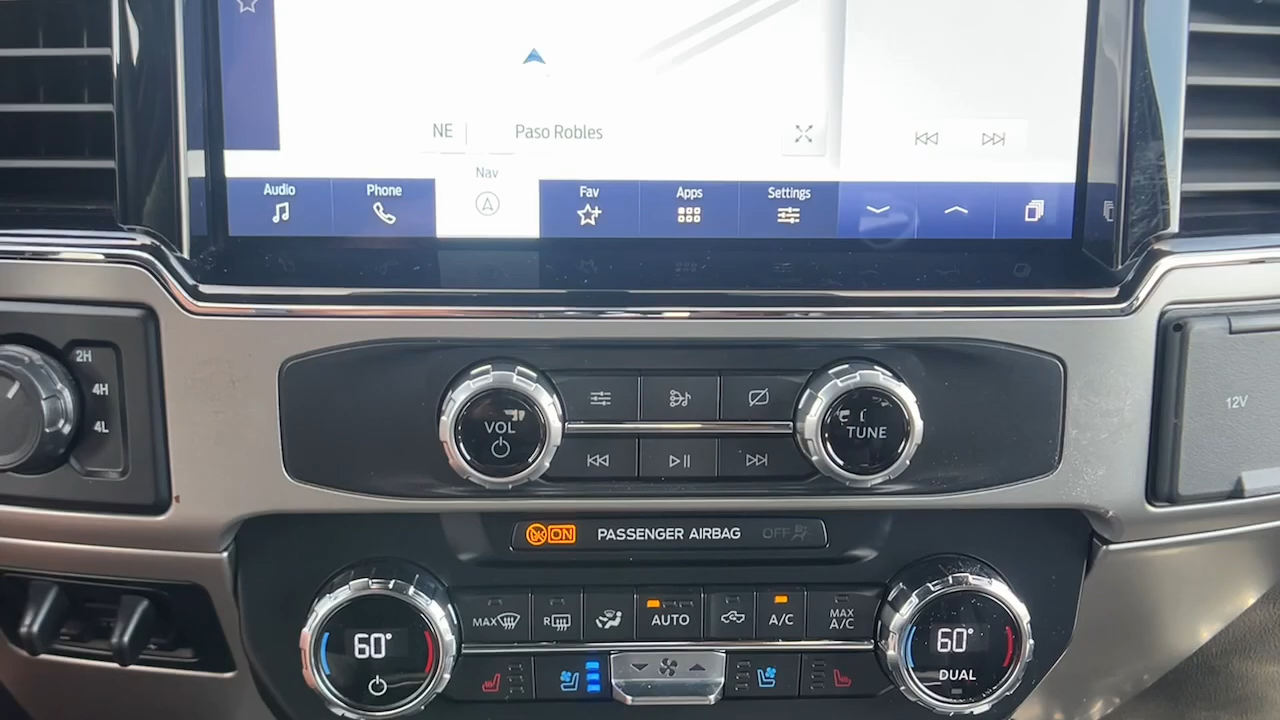 NE
Paso Robles
Audio
Phone
Nav
Fav
Apps
Settings
2H
4H
4L
VOL
TUNE
12V
ON
PASSENGER AIRBAG
OFF
60°
MAX
R
AUTO
A/C
MAX
A/C
60°
DUAL